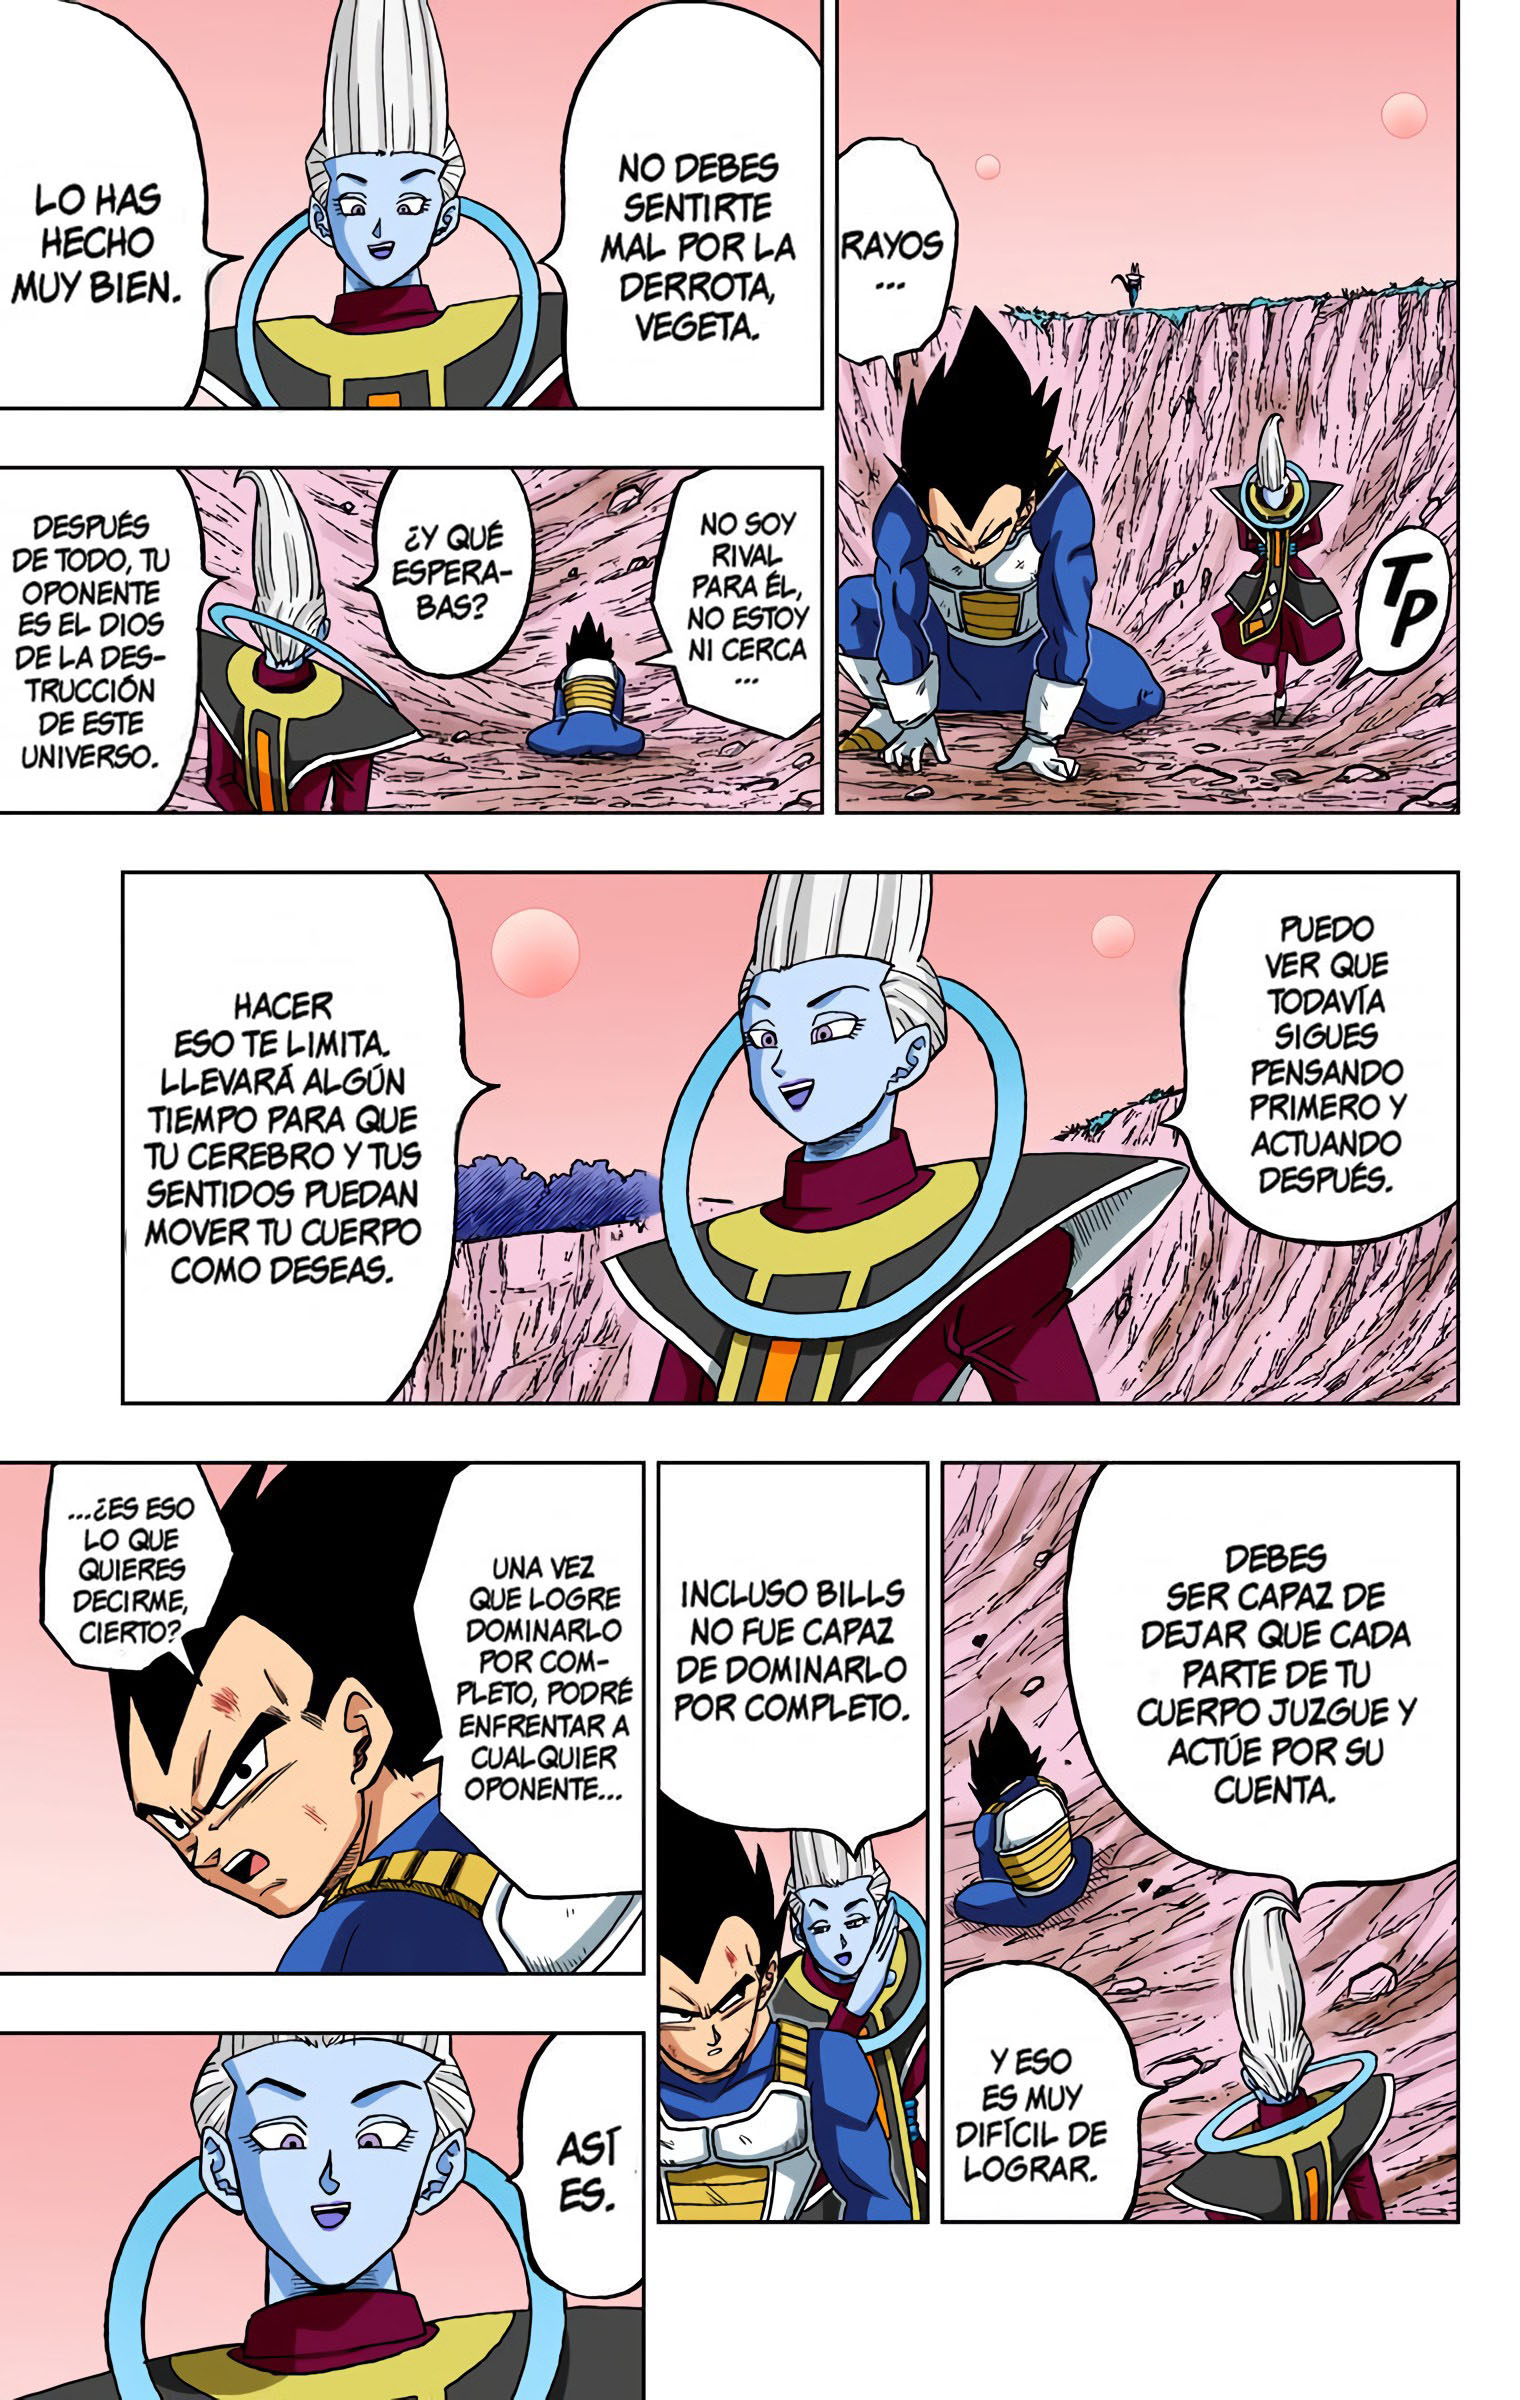 RAYOS
...
TP
NO DEBES
SENTIRTE
MAL POR LA
DERROTA,
VEGETA.
LO HAS
HECHO
MUY BIEN.
NO SOY
RIVAL
PARA ÉL,
NO ESTOY
NI CERCA
...
¿Y QUÉ
ESPERA-
BAS?
DESPUÉS
DE TODO, TU
OPONENTE
ES EL DIOS
DE LA DES-
TRUCCIÓN
DE ESTE
UNIVERSO.
PUEDO
VER QUE
TODAVÍA
SIGUES
PENSANDO
PRIMERO Y
ACTUANDO
DESPUÉS.
HACER
ESO TE LIMITA.
LLEVARÁ ALGÚN
TIEMPO PARA QUE
TU CEREBRO Y TUS
SENTIDOS PUEDAN
MOVER TU CUERPO
COMO DESEAS.
DEBES
SER CAPAZ DE
DEJAR QUE CADA
PARTE DE TU
CUERPO JUZGUE Y
ACTÚE POR SU
CUENTA.
Y ESO
ES MUY
DIFÍCIL DE
LOGRAR.
INCLUSO BILLS
NO FUE CAPAZ
DE DOMINARLO
POR COMPLETO.
UNA VEZ
QUE LOGRE
DOMINARLO
POR COM-
PLETO, PODRÉ
ENFRENTAR A
CUALQUIER
OPONENTE...
...¿ES ESO
LO QUE
QUIERES
DECIRME,
CIERTO?
ASÍ
ES.